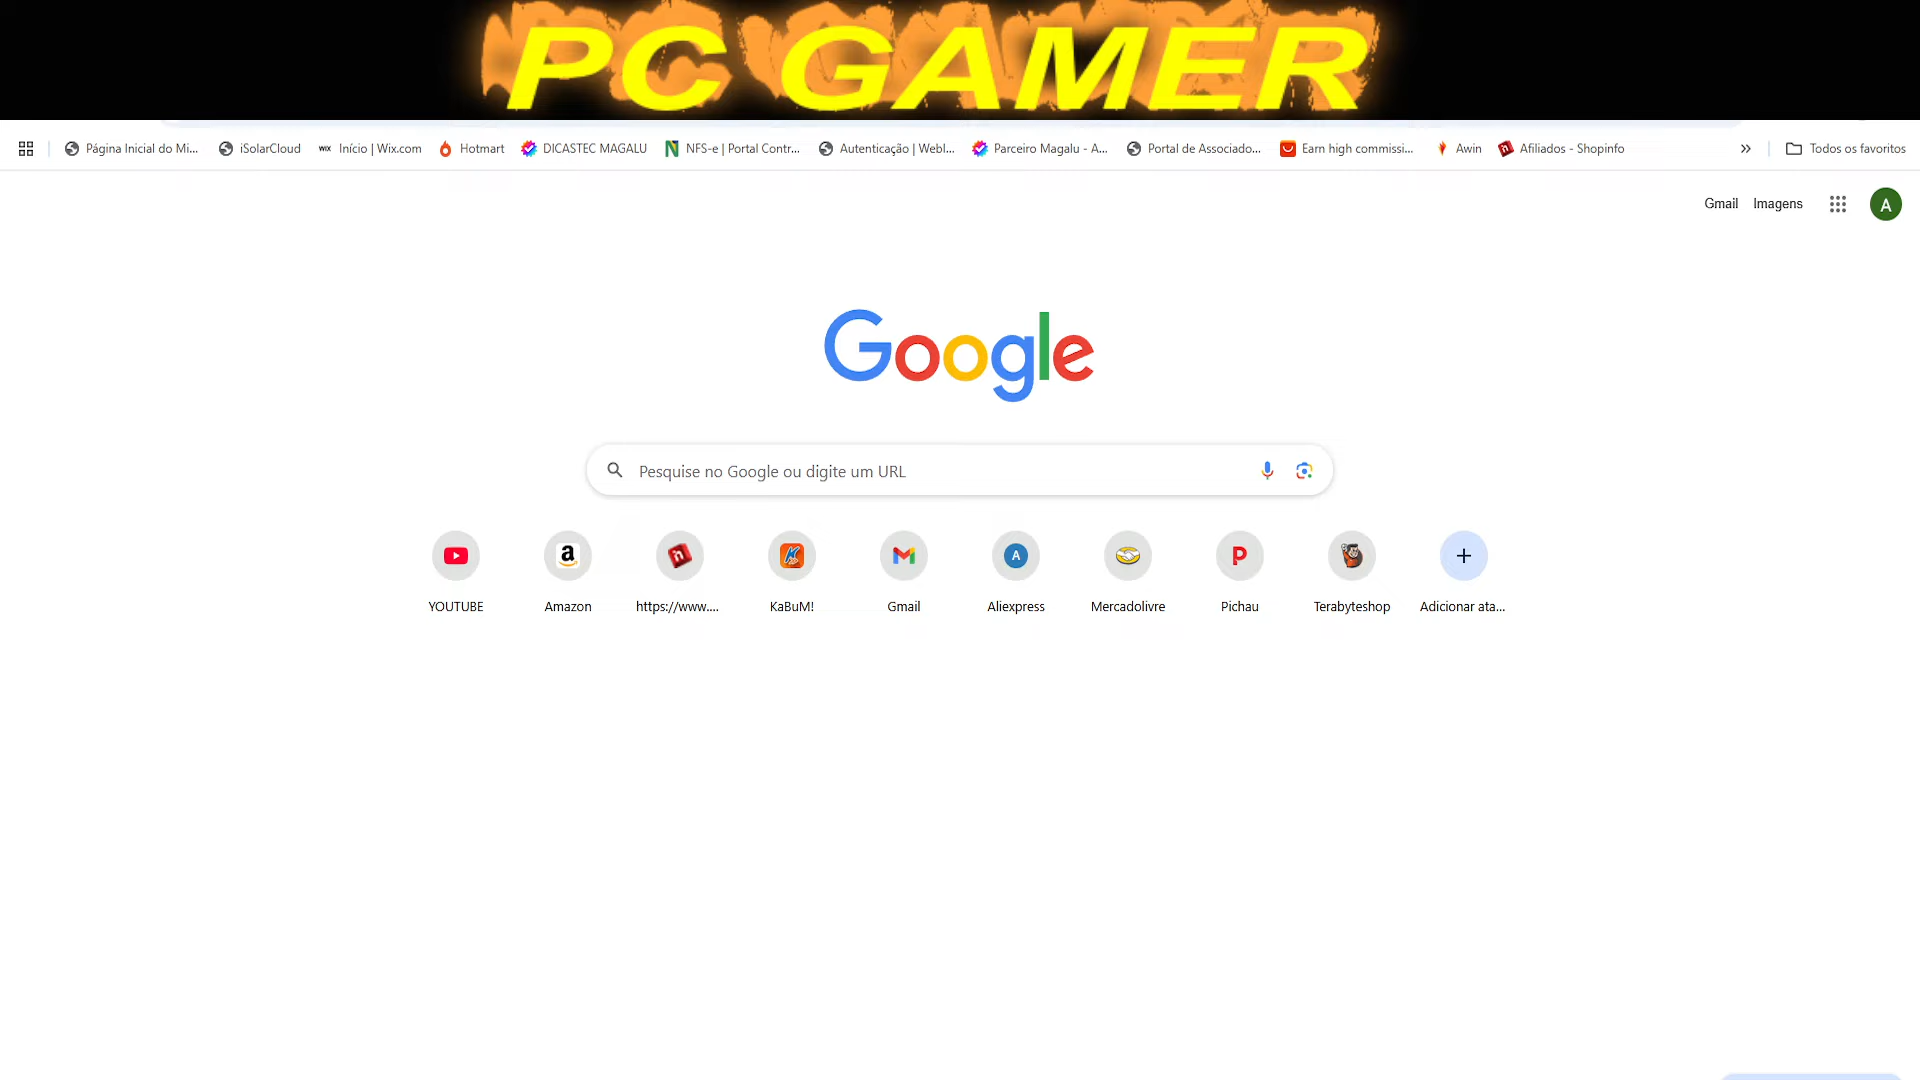 PC GAMER
Página Inicial do Mi...
iSolarCloud
WIX Início | Wix.com
Hotmart
DICASTEC MAGALU
NFS-e | Portal Contr...
Autenticação | Webl...
Parceiro Magalu - A...
Portal de Associado...
Earn high commissi...
Awin
Afiliados - Shopinfo
Todos os favoritos
Gmail
Imagens
A
Google
Pesquise no Google ou digite um URL
YOUTUBE
Amazon
https://www....
KaBuM!
Gmail
Aliexpress
Mercadolivre
Pichau
Terabyteshop
Adicionar ata...